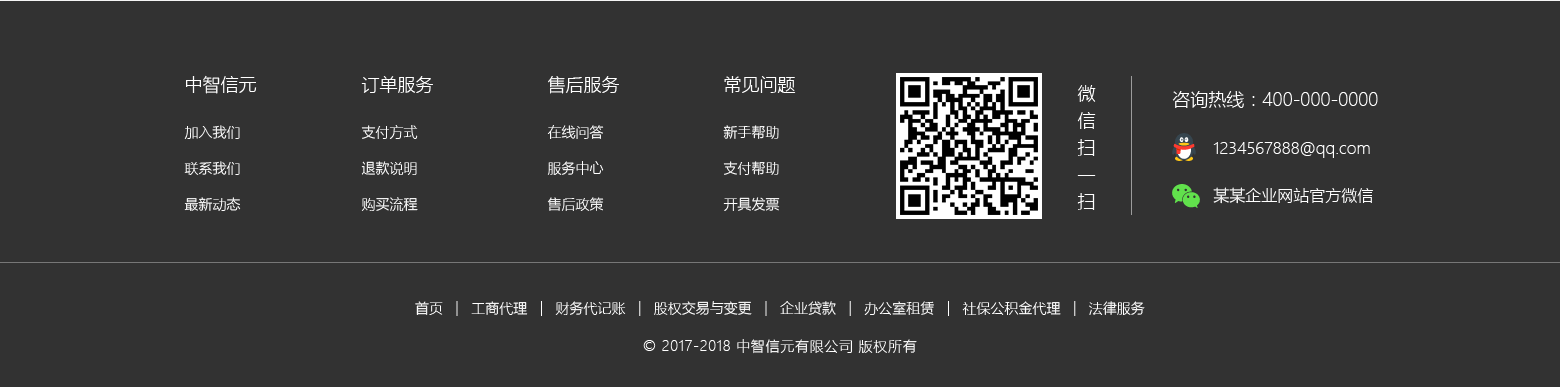 中智信元
加入我们
联系我们
最新动态
订单服务
支付方式
退款说明
购买流程
售后服务
在线问答
服务中心
售后政策
常见问题
新手帮助
支付帮助
开具发票
微信扫一扫
咨询热线：400-000-0000
1234567888@qq.com
某某企业网站官方微信
首页 | 工商代理 | 财务代记账 | 股权交易与变更 | 企业贷款 | 办公室租赁 | 社保公积金代理 | 法律服务
© 2017-2018 中智信元有限公司 版权所有